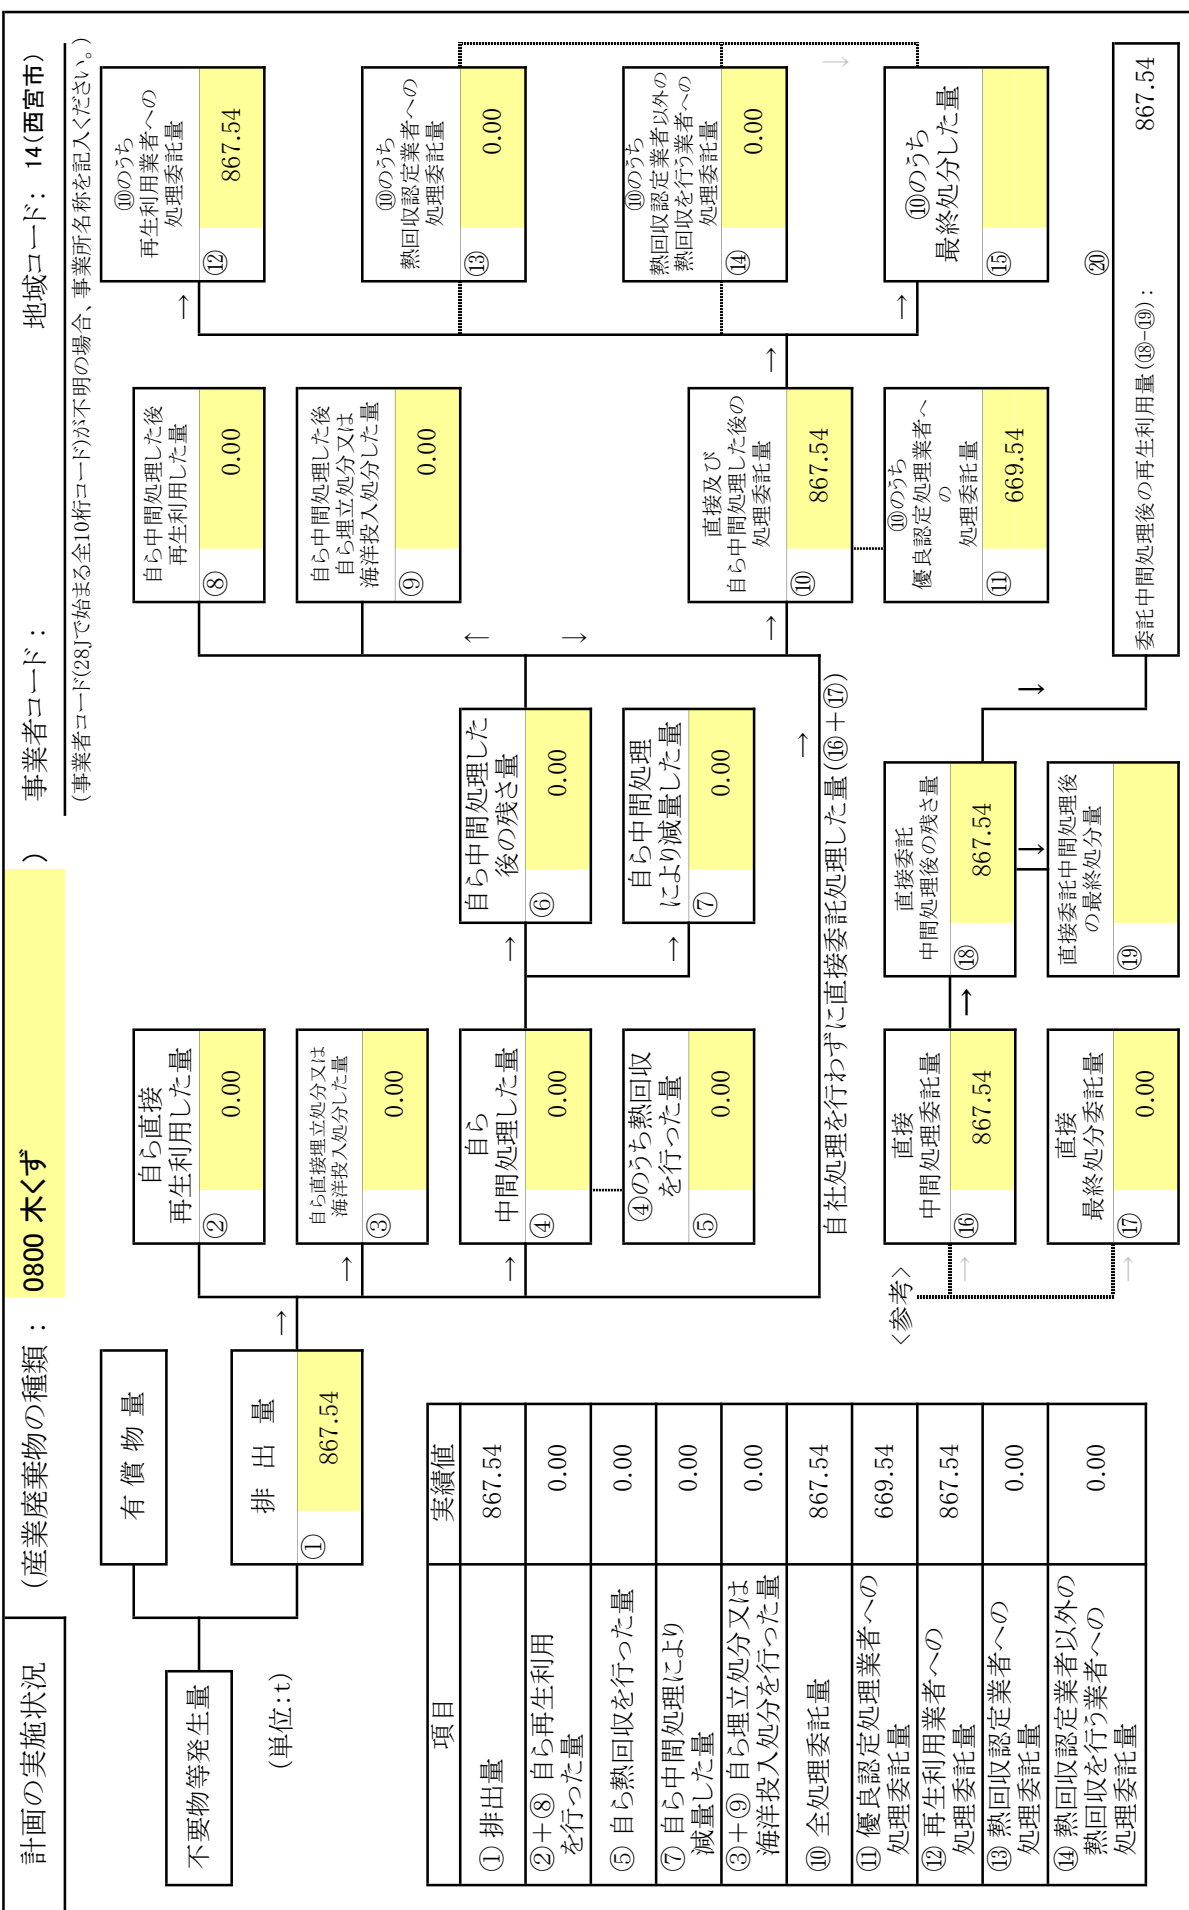 計画の実施状況
(産業廃棄物の種類 : 0800 木くず )
事業者コード :
地域コード: 14(西宮市)
(事業者コード(「28」で始まる全10桁コード)が不明の場合、事業所名称を記入ください。)
不要物等発生量
(単位:t)
有 償 物 量
排 出 量
① 867.54
自ら直接
再生利用した量
② 0.00
自ら直接埋立処分又は
海洋投入処分した量
③ 0.00
自ら
中間処理した量
④ 0.00
④のうち熱回収
を行った量
⑤ 0.00
自ら中間処理した
後の残さ量
⑥ 0.00
自ら中間処理
により減量した量
⑦ 0.00
自ら中間処理した後
再生利用した量
⑧ 0.00
自ら中間処理した後
自ら埋立処分又は
海洋投入処分した量
⑨ 0.00
直接及び
自ら中間処理した後の
処理委託量
⑩ 867.54
⑩のうち
優良認定処理業者へ
の
処理委託量
⑪ 669.54
⑩のうち
再生利用業者への
処理委託量
⑫ 867.54
⑩のうち
熱回収認定業者への
処理委託量
⑬ 0.00
⑩のうち
熱回収認定業者以外の
熱回収を行う業者への
処理委託量
⑭ 0.00
⑩のうち
最終処分した量
⑮
自社処理を行わずに直接委託処理した量(⑯+⑰)
<参考>
直接
中間処理委託量
⑯ 867.54
直接
最終処分委託量
⑰ 0.00
直接委託
中間処理後の残さ量
⑱ 867.54
直接委託中間処理後
の最終処分量
⑲
⑳
委託中間処理後の再生利用量(⑱-⑲) : 867.54
項目 実績値
① 排出量 867.54
②+⑧ 自ら再生利用
を行った量 0.00
⑤ 自ら熱回収を行った量 0.00
⑦ 自ら中間処理により
減量した量 0.00
③+⑨ 自ら埋立処分又は
海洋投入処分を行った量 0.00
⑩ 全処理委託量 867.54
⑪ 優良認定処理業者への
処理委託量 669.54
⑫ 再生利用業者への
処理委託量 867.54
⑬ 熱回収認定業者への
処理委託量 0.00
⑭ 熱回収認定業者以外の
熱回収を行う業者への
処理委託量 0.00